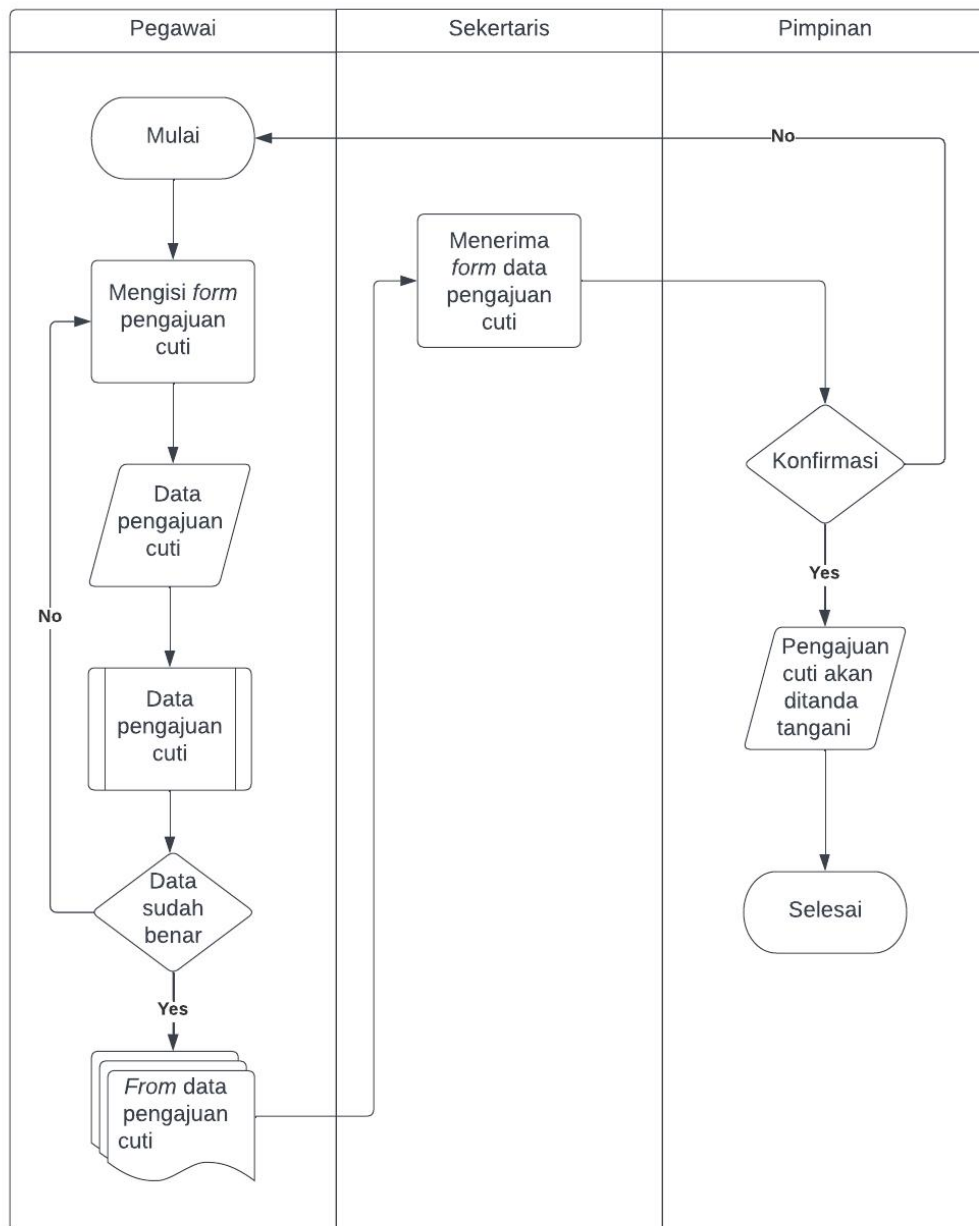 Pegawai
Sekertaris
Pimpinan
Mulai
No
Mengisi form
pengajuan
cuti
Menerima
form data
pengajuan
cuti
Konfirmasi
Data
pengajuan
cuti
Yes
No
Pengajuan
cuti akan
ditanda
tangani
Data
pengajuan
cuti
Data
sudah
benar
Selesai
Yes
From data
pengajuan
cuti